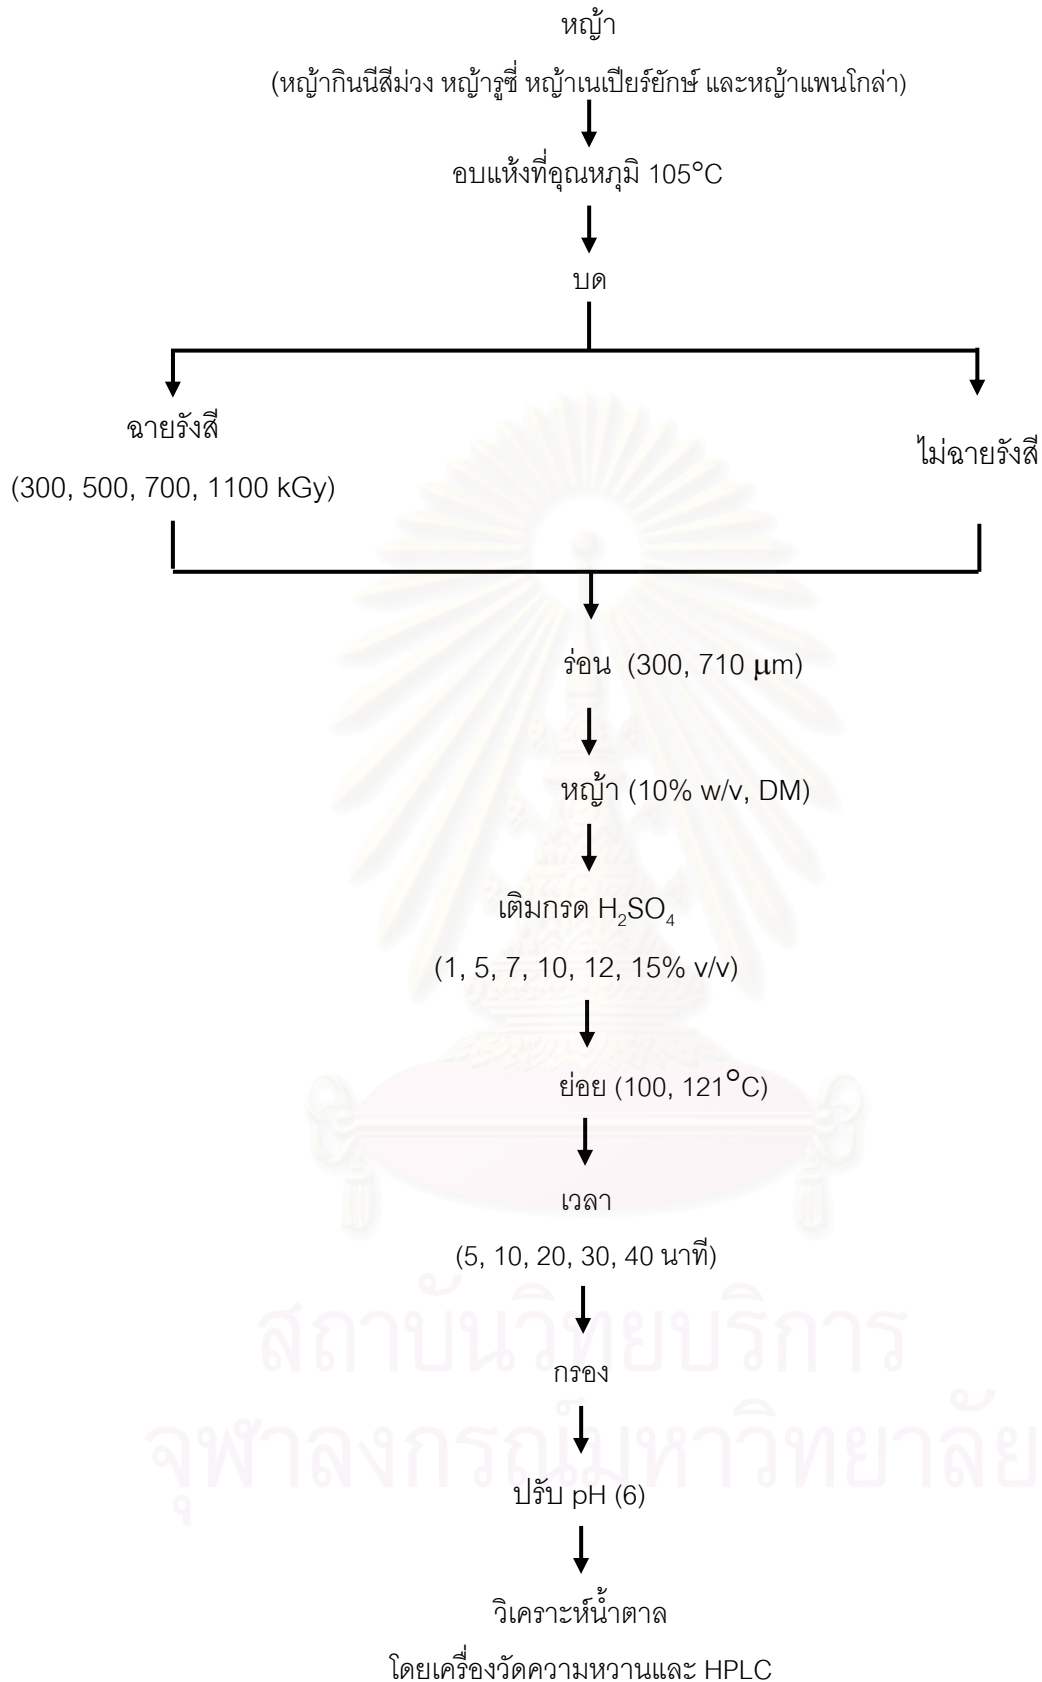 หญ้า
(หญ้ากินนีสีม่วง หญ้ารูซี่ หญ้าเนเปียร์ยักษ์ และหญ้าแพนโกล่า)
อบแห้งที่อุณหภูมิ 105°C
บด
ฉายรังสี
(300, 500, 700, 1100 kGy)
ไม่ฉายรังสี
ร่อน (300, 710 μm)
หญ้า (10% w/v, DM)
เติมกรด H₂SO₄
(1, 5, 7, 10, 12, 15% v/v)
ย่อย (100, 121°C)
เวลา
(5, 10, 20, 30, 40 นาที)
สถาบันวิทยบริการ
กรอง
จุฬาลงกรณ์มหาวิทยาลัย
ปรับ pH (6)
วิเคราะห์น้ำตาล
โดยเครื่องวัดความหวานและ HPLC